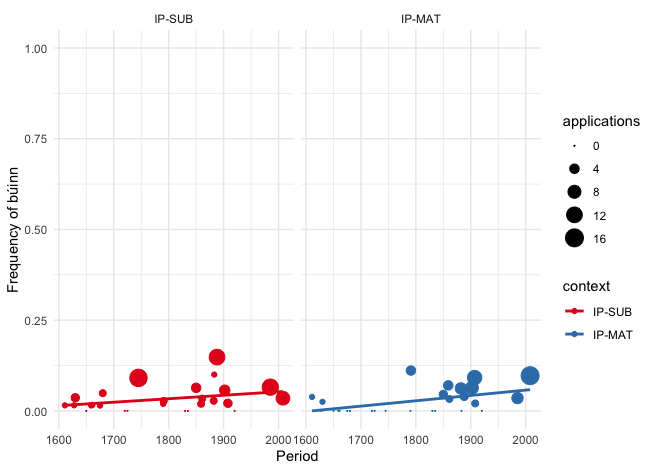 IP-SUB IP-MAT
1.00
0.75
0.50
0.25
0.00
Frequency of búinn
1600 1700 1800 1900 2000 1600 1700 1800 1900 2000
Period
applications
0
4
8
12
16
context
IP-SUB
IP-MAT